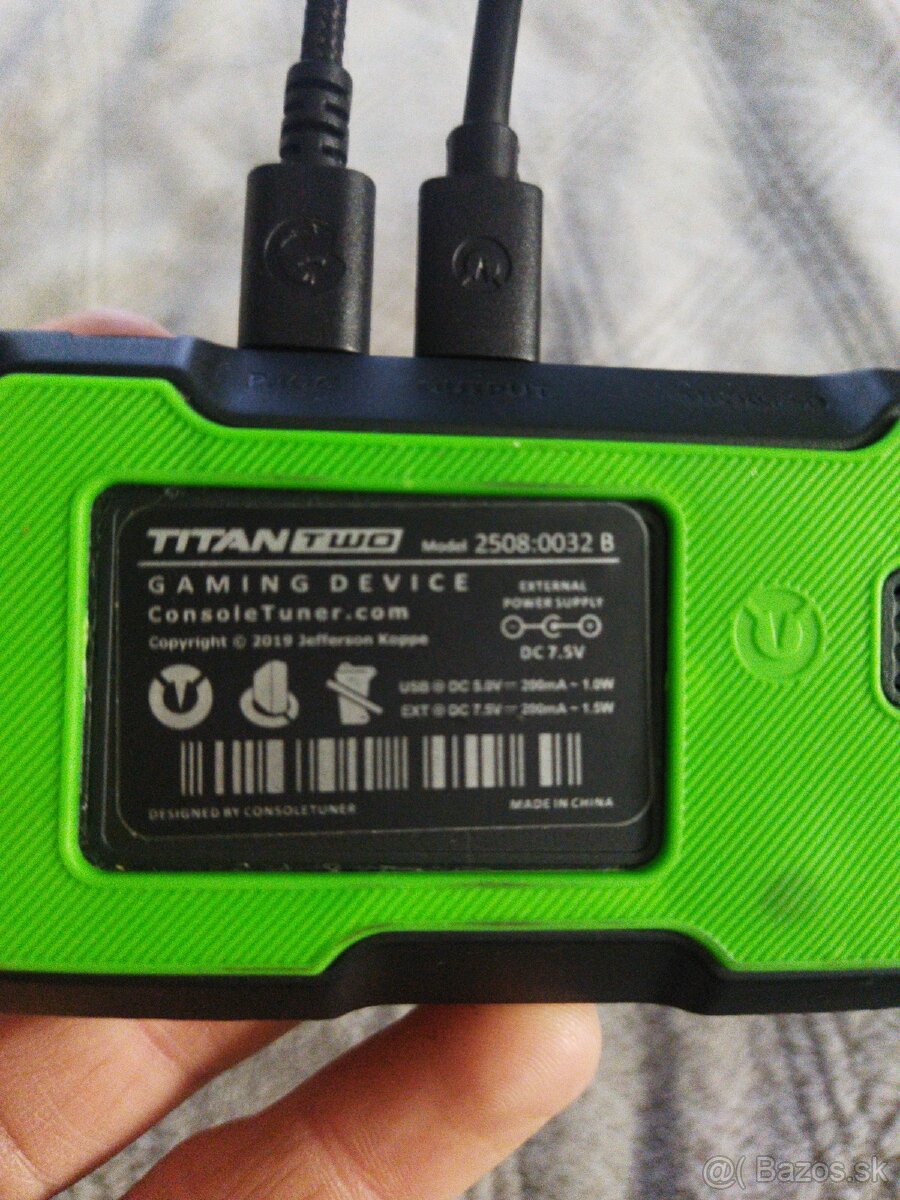 OUTPUT
TITAN TWO Model 2508:0032 B
GAMING DEVICE
ConsoleTuner.com
Copyright © 2019 Jefferson Koppe
EXTERNAL
POWER SUPPLY
DC 7.5V
USB @ DC 5.0V ⎓ 200mA ~ 1.0W
EXT @ DC 7.5V ⎓ 200mA ~ 1.5W
DESIGNED BY CONSOLETUNER
MADE IN CHINA
@( Bazos.sk